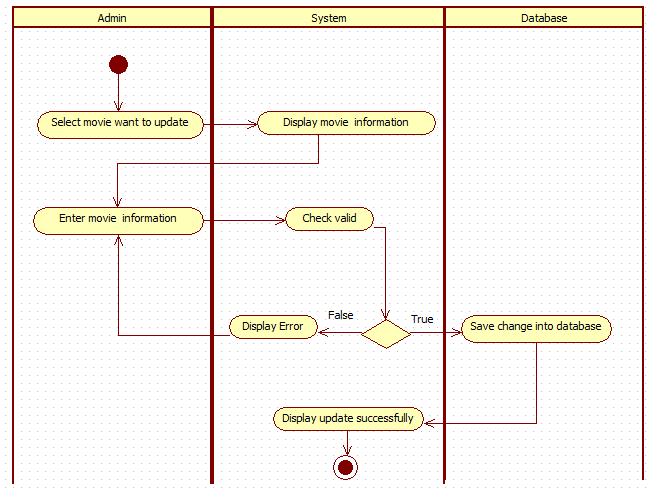 Admin
System
Database
Select movie want to update
Display movie information
Enter movie information
Check valid
False
True
Display Error
Save change into database
Display update successfully